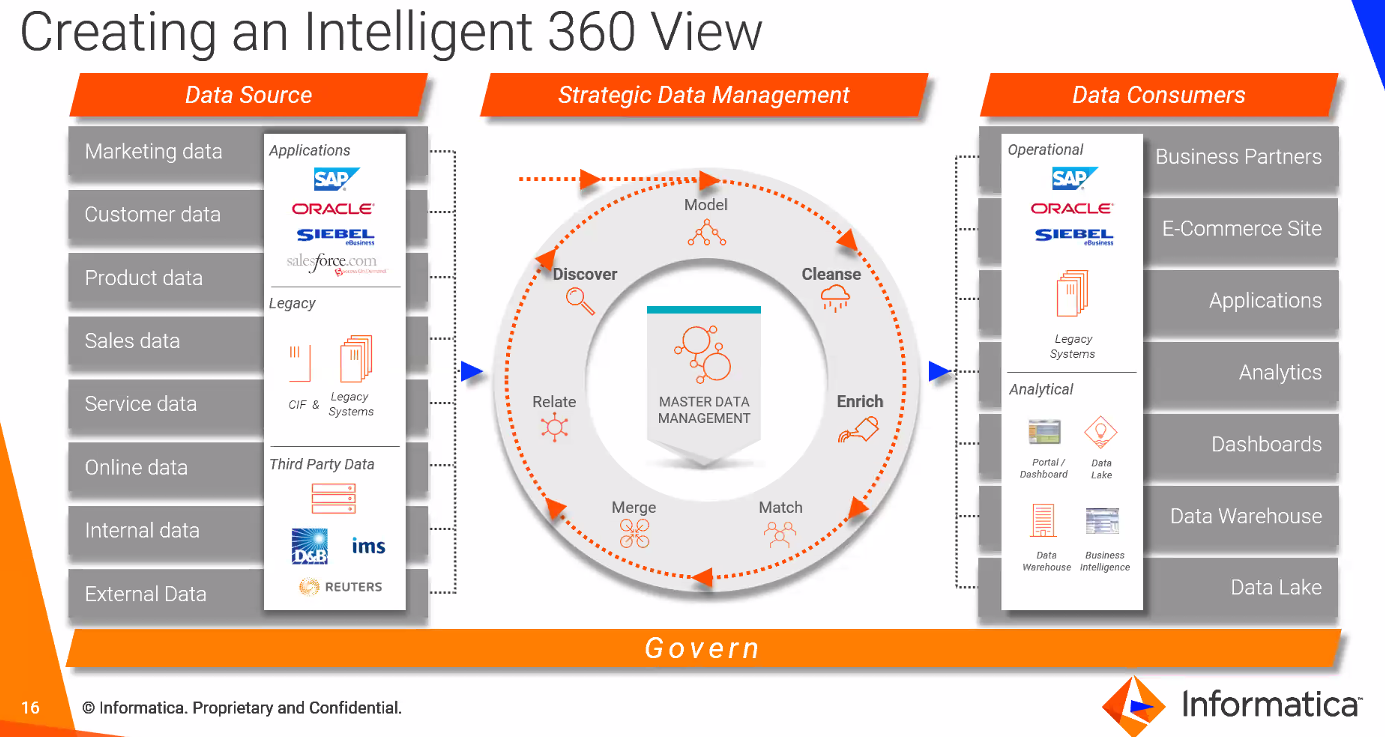 Creating an Intelligent 360 View
Data Source
Marketing data
Customer data
Product data
Sales data
Service data
Online data
Internal data
External Data
Applications
SAP
ORACLE
SIEBEL
eBusiness
salesforce.com
Success On Demand
Legacy
CIF &
Legacy
Systems
Third Party Data
D&B
ims
REUTERS
Strategic Data Management
Model
Cleanse
Enrich
Match
Merge
Relate
Discover
MASTER DATA
MANAGEMENT
Data Consumers
Operational
SAP
ORACLE
SIEBEL
eBusiness
Legacy
Systems
Analytical
Portal /
Dashboard
Data
Lake
Data
Warehouse
Business
Intelligence
Business Partners
E-Commerce Site
Applications
Analytics
Dashboards
Data Warehouse
Data Lake
Govern
16
© Informatica. Proprietary and Confidential.
Informatica™